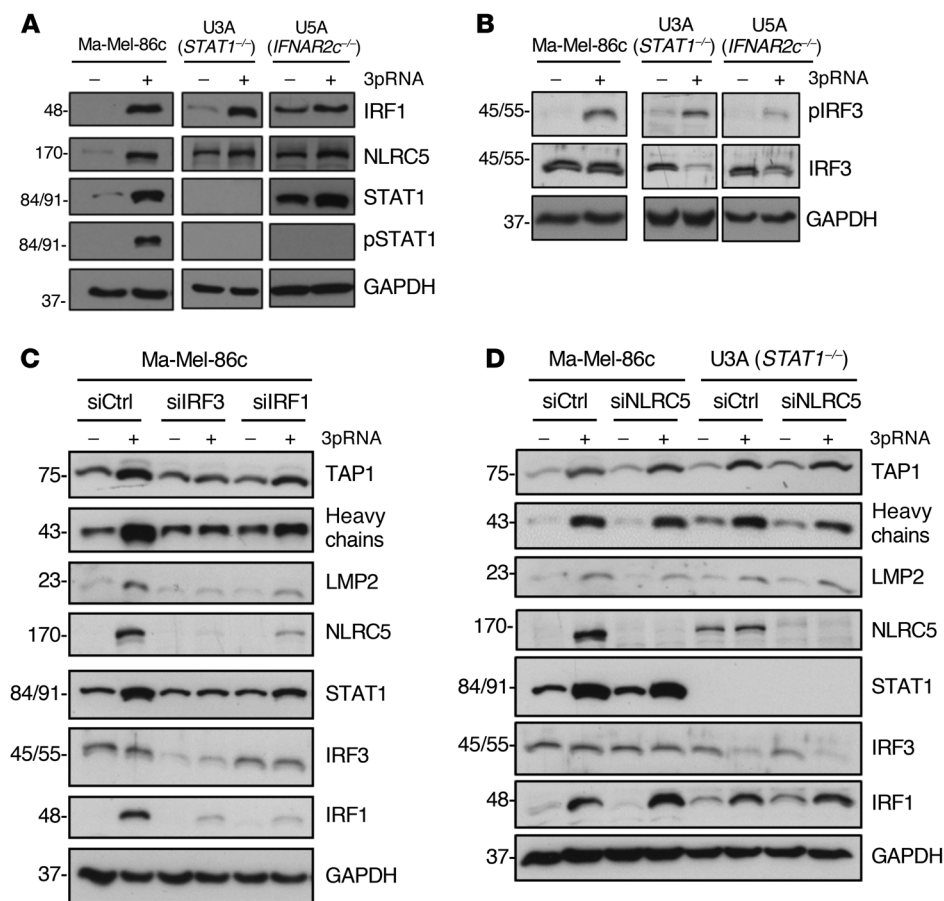 A
Ma-Mel-86c
U3A
(STAT1–/–)
U5A
(IFNAR2c–/–)
– + – + – + 3pRNA
48- IRF1
170- NLRC5
84/91- STAT1
84/91- pSTAT1
37- GAPDH
B
Ma-Mel-86c
U3A
(STAT1–/–)
U5A
(IFNAR2c–/–)
– + – + – + 3pRNA
45/55- pIRF3
45/55- IRF3
37- GAPDH
C
Ma-Mel-86c
siCtrl siIRF3 siIRF1
– + – + – + 3pRNA
75- TAP1
43- Heavy
chains
23- LMP2
170- NLRC5
84/91- STAT1
45/55- IRF3
48- IRF1
37- GAPDH
D
Ma-Mel-86c U3A (STAT1–/–)
siCtrl siNLRC5 siCtrl siNLRC5
– + – + – + – + 3pRNA
75- TAP1
43- Heavy
chains
23- LMP2
170- NLRC5
84/91- STAT1
45/55- IRF3
48- IRF1
37- GAPDH